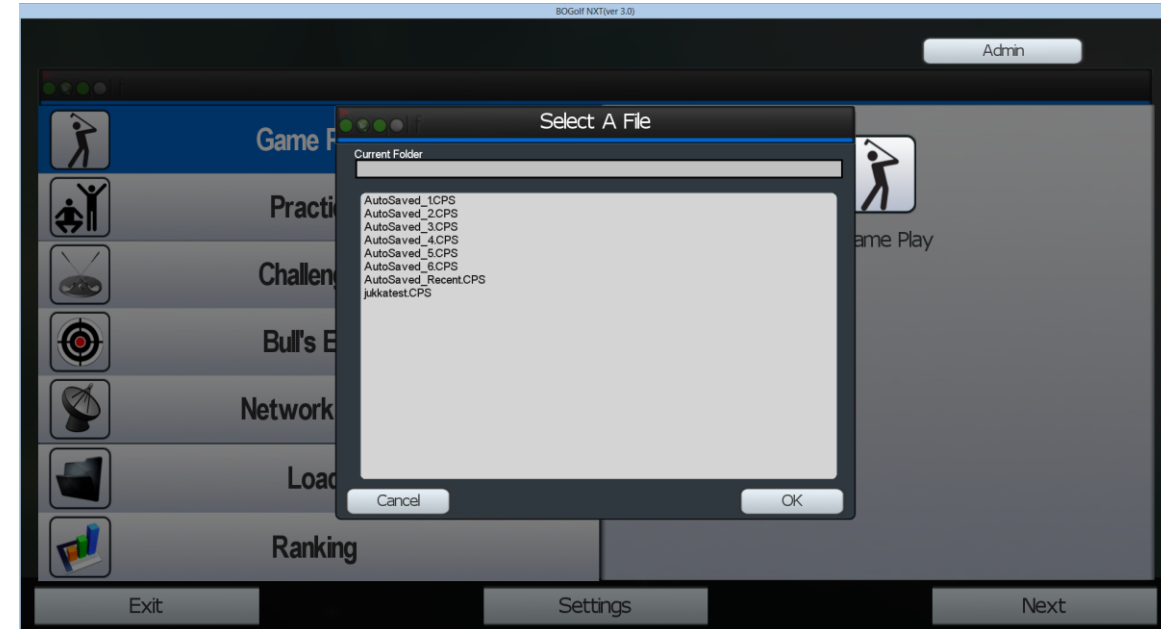 BOGolf NXT(ver 3.0)
Admin
Game P
Practi
Challen
Bull's E
Network
Load
Ranking
Select A File
Current Folder
AutoSaved_1.CPS
AutoSaved_2.CPS
AutoSaved_3.CPS
AutoSaved_4.CPS
AutoSaved_5.CPS
AutoSaved_6.CPS
AutoSaved_Recent.CPS
jukkatest.CPS
Cancel
OK
ame Play
Exit
Settings
Next